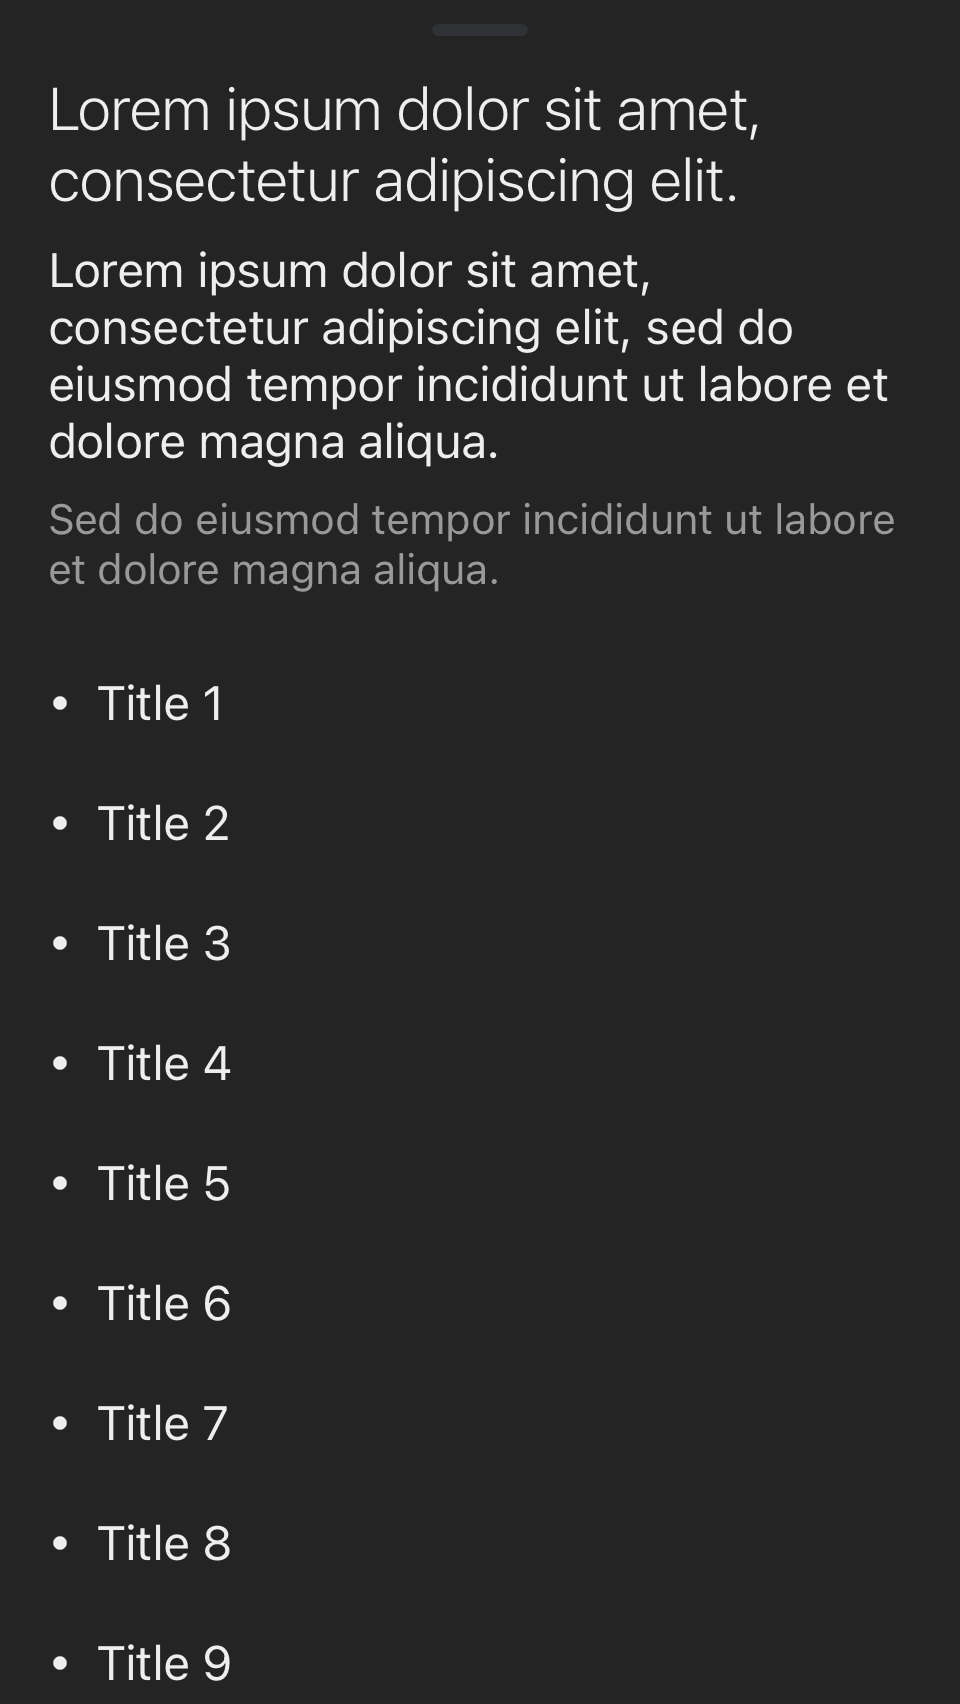 Lorem ipsum dolor sit amet,
consectetur adipiscing elit.
Lorem ipsum dolor sit amet,
consectetur adipiscing elit, sed do
eiusmod tempor incididunt ut labore et
dolore magna aliqua.
Sed do eiusmod tempor incididunt ut labore
et dolore magna aliqua.
• Title 1
• Title 2
• Title 3
• Title 4
• Title 5
• Title 6
• Title 7
• Title 8
• Title 9